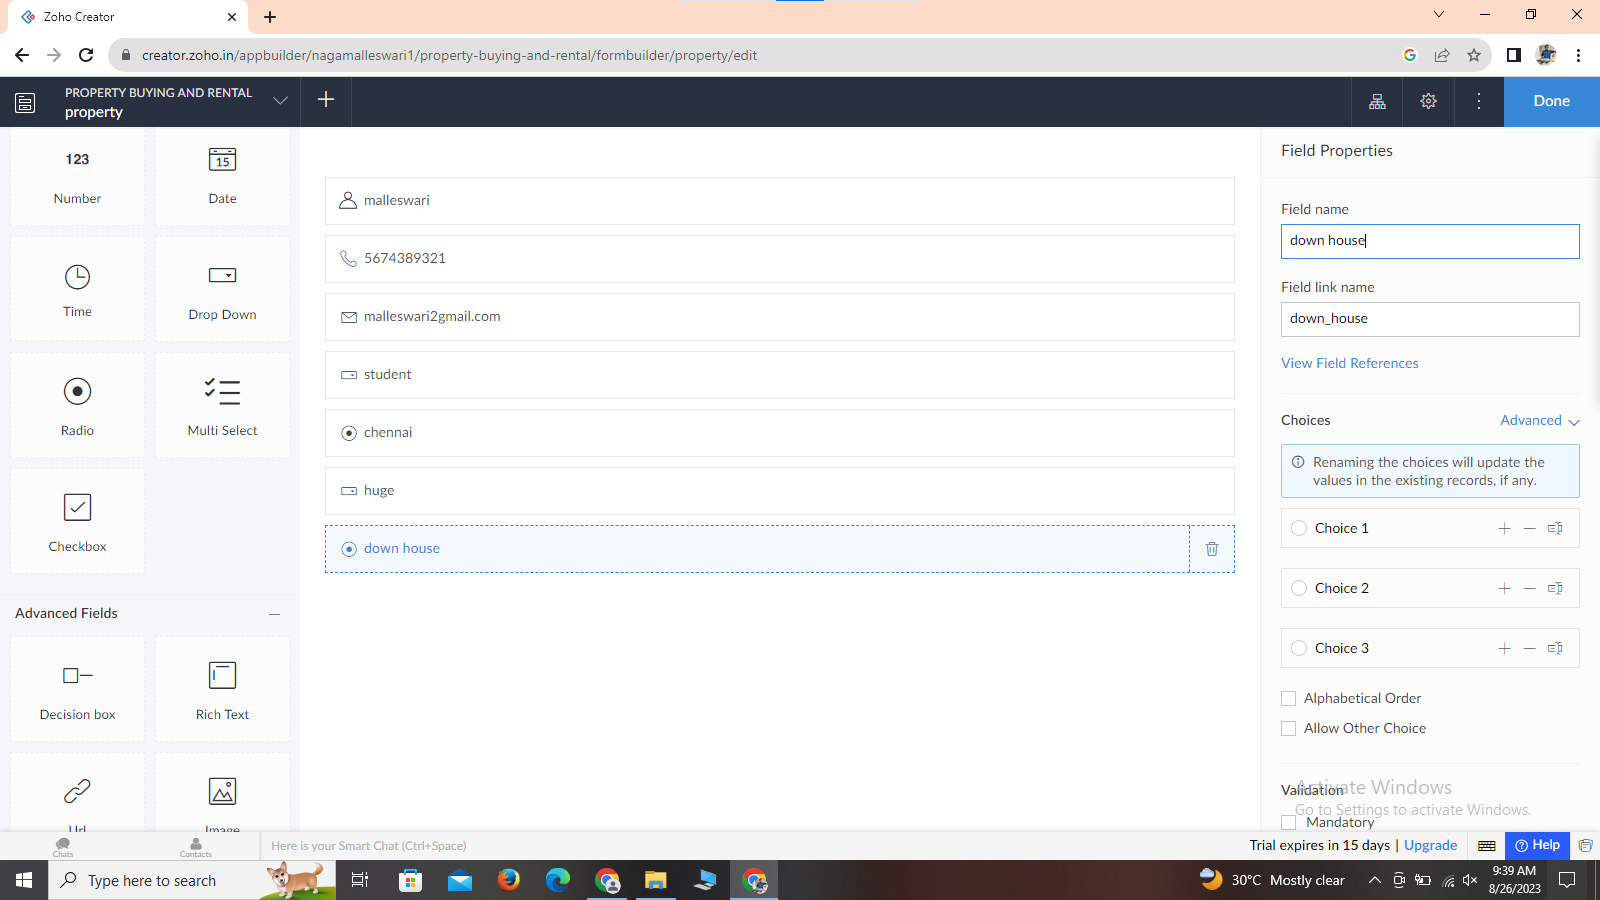 Zoho Creator
creator.zoho.in/appbuilder/nagamalleswari1/property-buying-and-rental/formbuilder/property/edit
PROPERTY BUYING AND RENTAL
property
Done
123
Number
15
Date
Time
Drop Down
Radio
Multi Select
Checkbox
Advanced Fields
Decision box
Rich Text
Url
Image
malleswari
5674389321
malleswari2gmail.com
student
chennai
huge
down house
Field Properties
Field name
down house
Field link name
down_house
View Field References
Choices
Advanced
Renaming the choices will update the
values in the existing records, if any.
Choice 1
Choice 2
Choice 3
Alphabetical Order
Allow Other Choice
Validation
Activate Windows
Go to Settings to activate Windows.
Mandatory
Chats
Contacts
Here is your Smart Chat (Ctrl+Space)
Trial expires in 15 days | Upgrade
Help
Type here to search
30°C Mostly clear
9:39 AM
8/26/2023